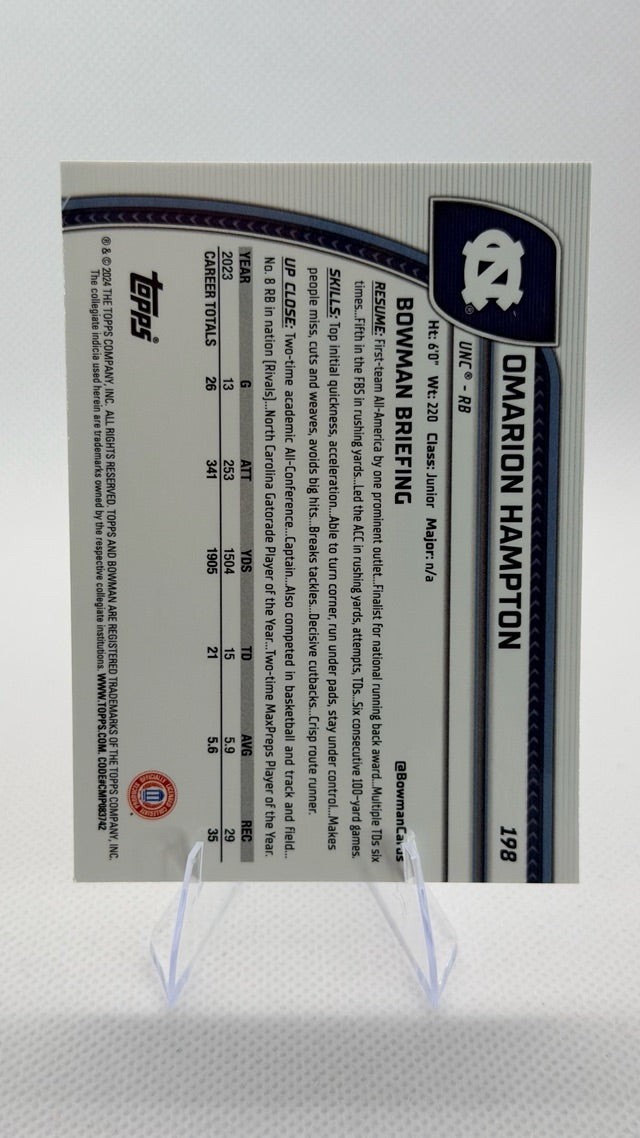 198
OMARION HAMPTON
UNC® - RB
Ht: 6'0" Wt: 220 Class: Junior Major: n/a
BOWMAN BRIEFING @BowmanCards
RESUME: First-team All-America by one prominent outlet...Finalist for national running back award...Multiple TDs six
times...Fifth in the FBS in rushing yards...Led the ACC in rushing yards, attempts, TDs...Six consecutive 100-yard games.
SKILLS: Top initial quickness, acceleration...Able to turn corner, run under pads, stay under control...Makes
people miss, cuts and weaves, avoids big hits...Breaks tackles...Decisive cutbacks...Crisp route runner.
UP CLOSE: Two-time academic All-Conference...Captain...Also competed in basketball and track and field...
No. 8 RB in nation (Rivals)...North Carolina Gatorade Player of the Year...Two-time MaxPreps Player of the Year.
YEAR G ATT YDS TD AVG REC
2023 13 253 1504 15 5.9 29
CAREER TOTALS 26 341 1905 21 5.6 35
topps®
® & © 2024 THE TOPPS COMPANY, INC. ALL RIGHTS RESERVED. TOPPS AND BOWMAN ARE REGISTERED TRADEMARKS OF THE TOPPS COMPANY, INC.
The collegiate indicia used herein are trademarks owned by the respective collegiate institutions. WWW.TOPPS.COM. CODE#CMP083742